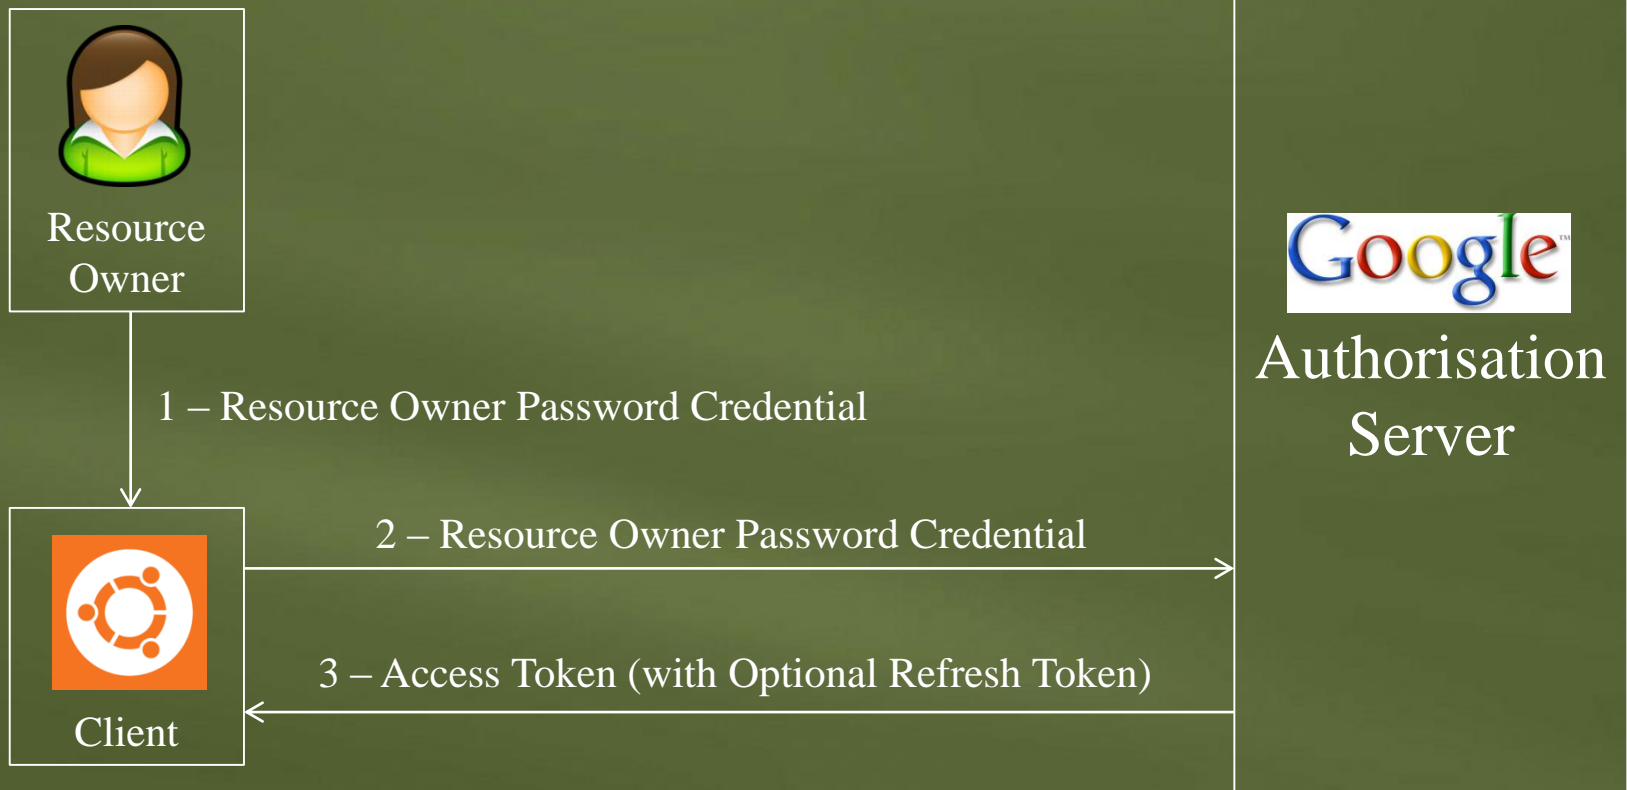 Resource
Owner
Google™
Authorisation
Server
1 – Resource Owner Password Credential
2 – Resource Owner Password Credential
3 – Access Token (with Optional Refresh Token)
Client